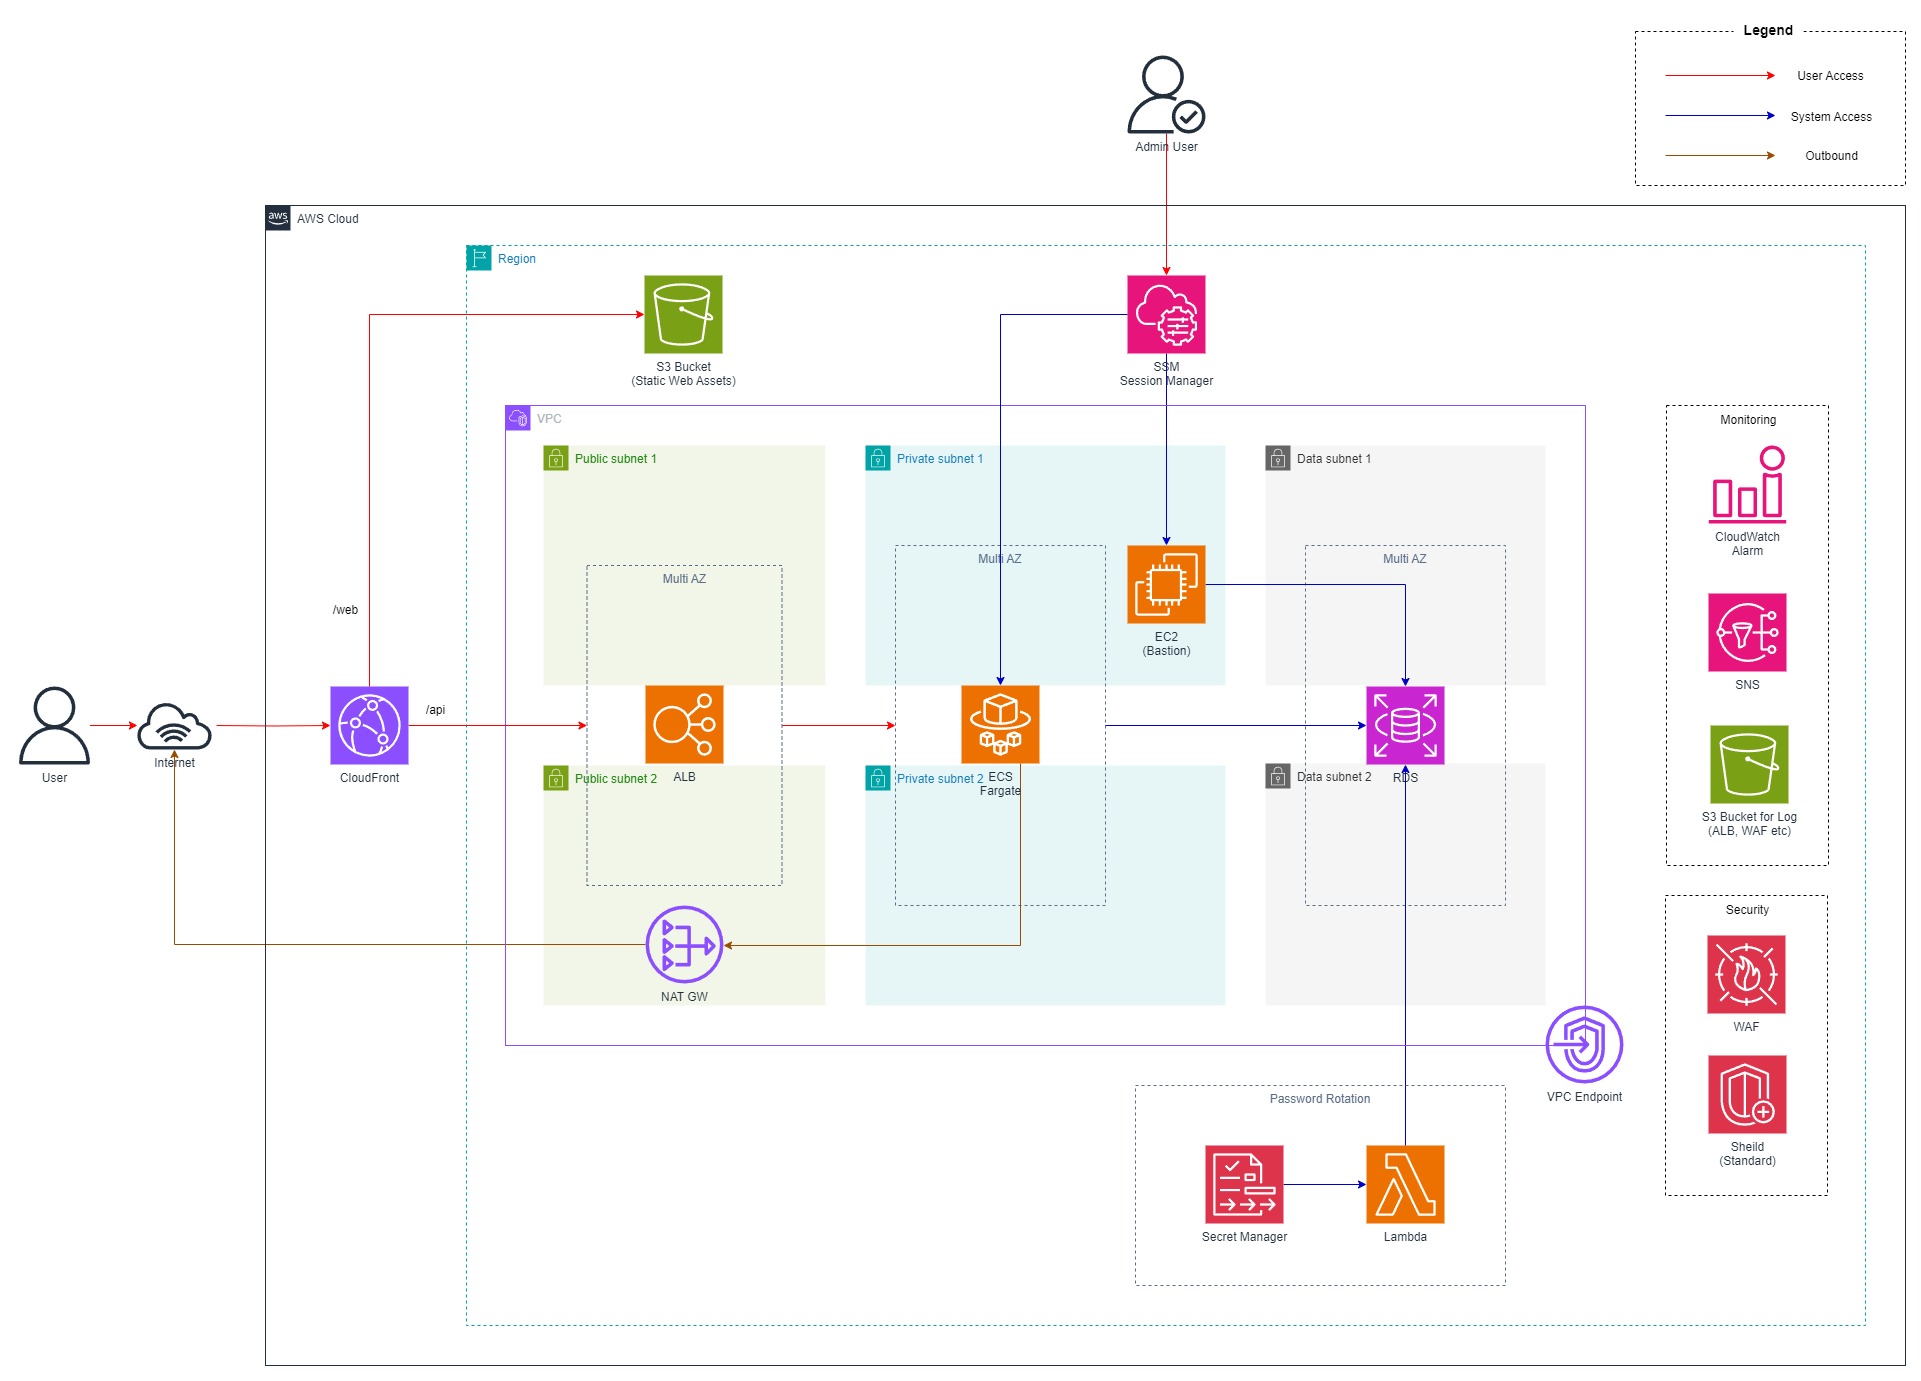 Legend
User Access
System Access
Outbound
Admin User
aws
AWS Cloud
Region
S3 Bucket
(Static Web Assets)
SSM
Session Manager
VPC
Monitoring
Public subnet 1
Private subnet 1
Data subnet 1
CloudWatch
Alarm
Multi AZ
Multi AZ
Multi AZ
/web
EC2
(Bastion)
SNS
/api
User
Internet
CloudFront
Public subnet 2
ALB
Private subnet 2
ECS
Fargate
Data subnet 2
RDS
S3 Bucket for Log
(ALB, WAF etc)
Security
NAT GW
WAF
VPC Endpoint
Password Rotation
Sheild
(Standard)
Secret Manager
Lambda